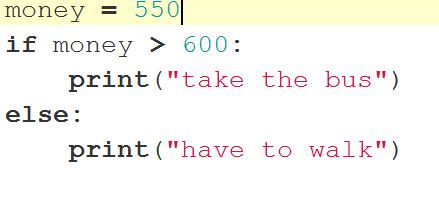 money = 550
if money > 600:
    print("take the bus")
else:
    print("have to walk")